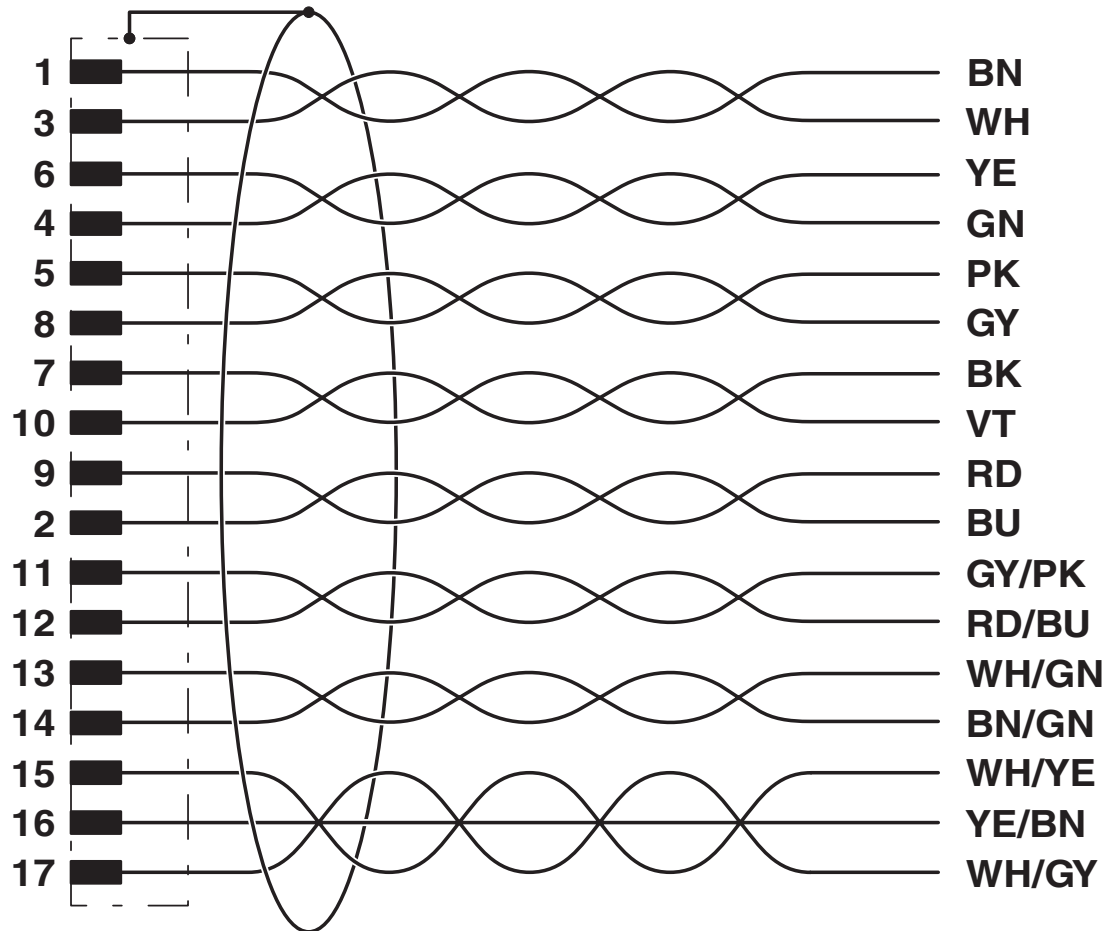 1 BN
3 WH
6 YE
4 GN
5 PK
8 GY
7 BK
10 VT
9 RD
2 BU
11 GY/PK
12 RD/BU
13 WH/GN
14 BN/GN
15 WH/YE
16 YE/BN
17 WH/GY